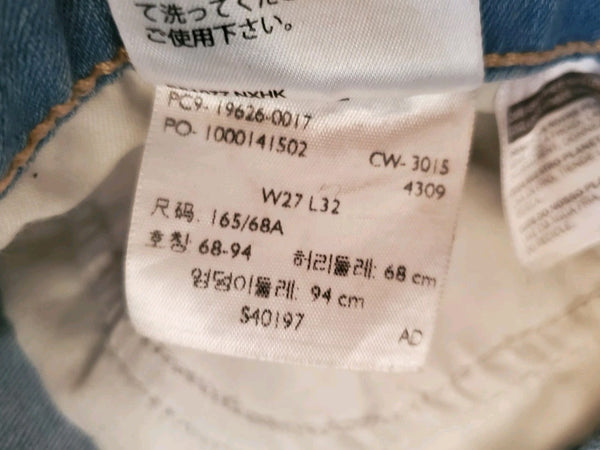 て洗ってくだ
ご使用下さい。
NXHK
PC9- 19626-0017
PO- 1000141502
CW- 3015
4309
W27 L32
尺码. 165/68A
호칭 68-94 허리둘레: 68 cm
엉덩이둘레: 94 cm
S40197
AD